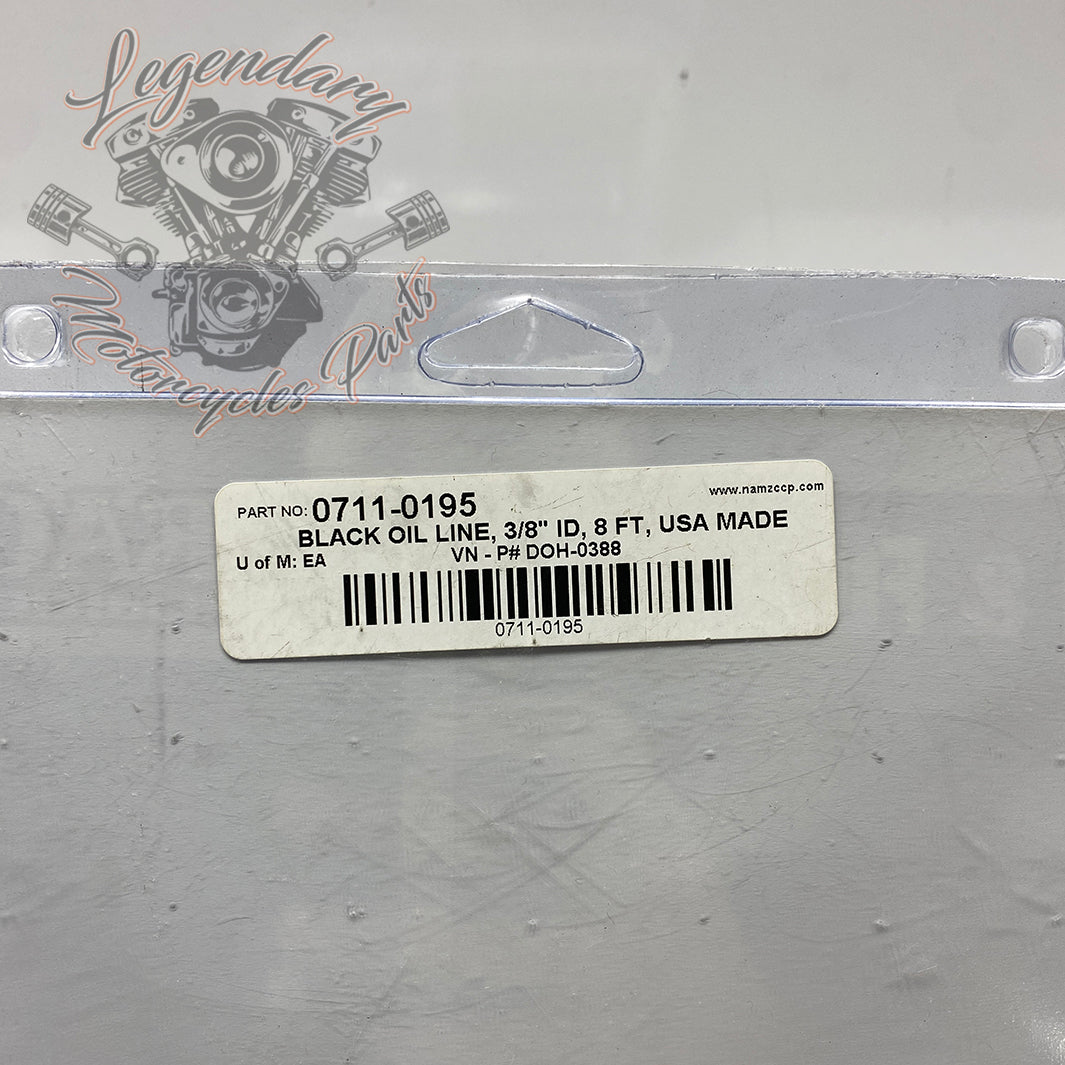 Legendary
Motorcycles Parts
www.namzccp.com
PART NO: 0711-0195
BLACK OIL LINE, 3/8" ID, 8 FT, USA MADE
U of M: EA VN - P# DOH-0388
0711-0195